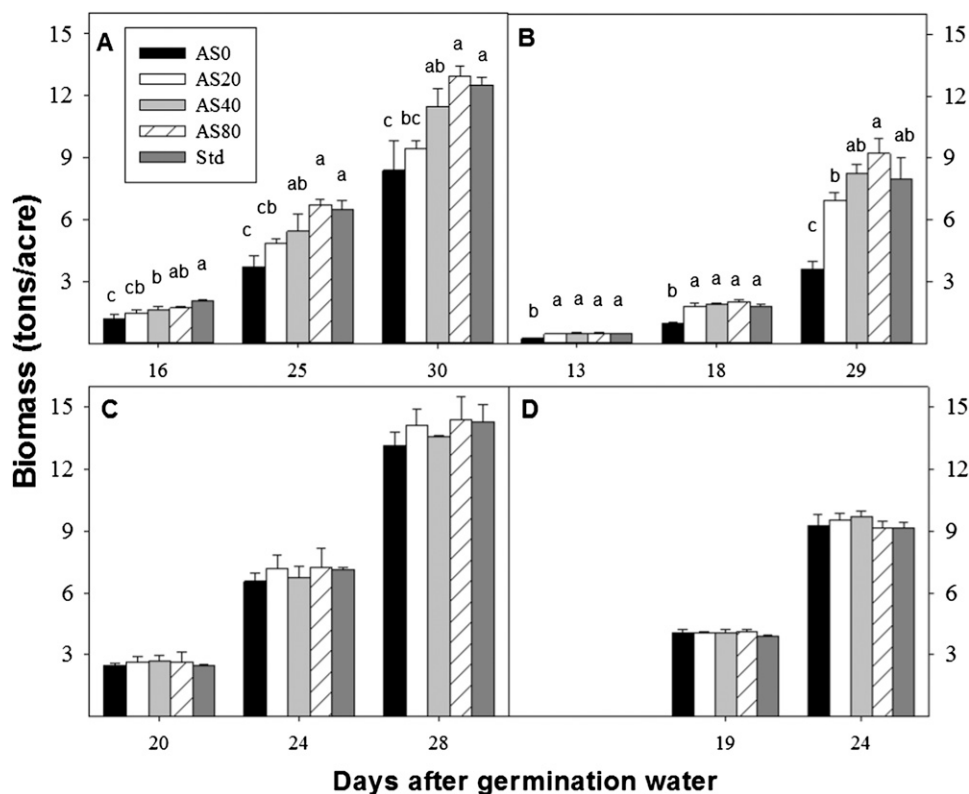 A
AS0
AS20
AS40
AS80
Std
B
Biomass (tons/acre)
15
12
9
6
3
15
12
9
6
3
c cb b ab a
c cb ab a a
c bc ab a a
b a a a a
b a a a a
c b ab a ab
16 25 30
13 18 29
C
D
15
12
9
6
3
15
12
9
6
3
20 24 28
19 24
Days after germination water